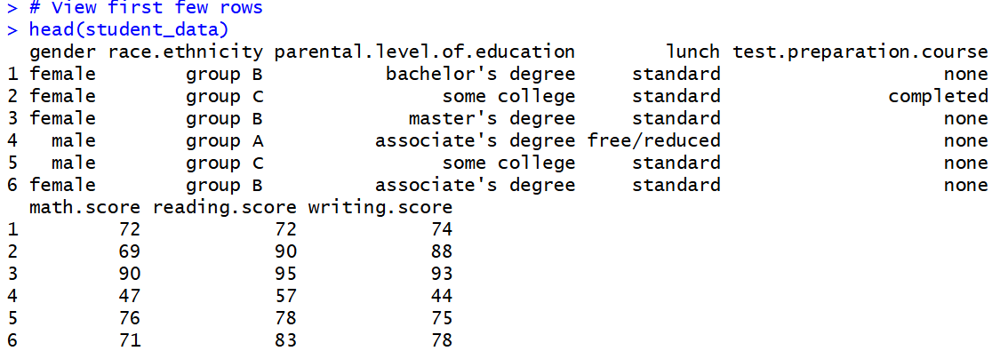 > # View first few rows
> head(student_data)
  gender race.ethnicity parental.level.of.education        lunch test.preparation.course
1 female        group B           bachelor's degree     standard                    none
2 female        group C                some college     standard               completed
3 female        group B             master's degree     standard                    none
4   male        group A          associate's degree free/reduced                    none
5   male        group C                some college     standard                    none
6 female        group B          associate's degree     standard                    none
  math.score reading.score writing.score
1         72            72            74
2         69            90            88
3         90            95            93
4         47            57            44
5         76            78            75
6         71            83            78